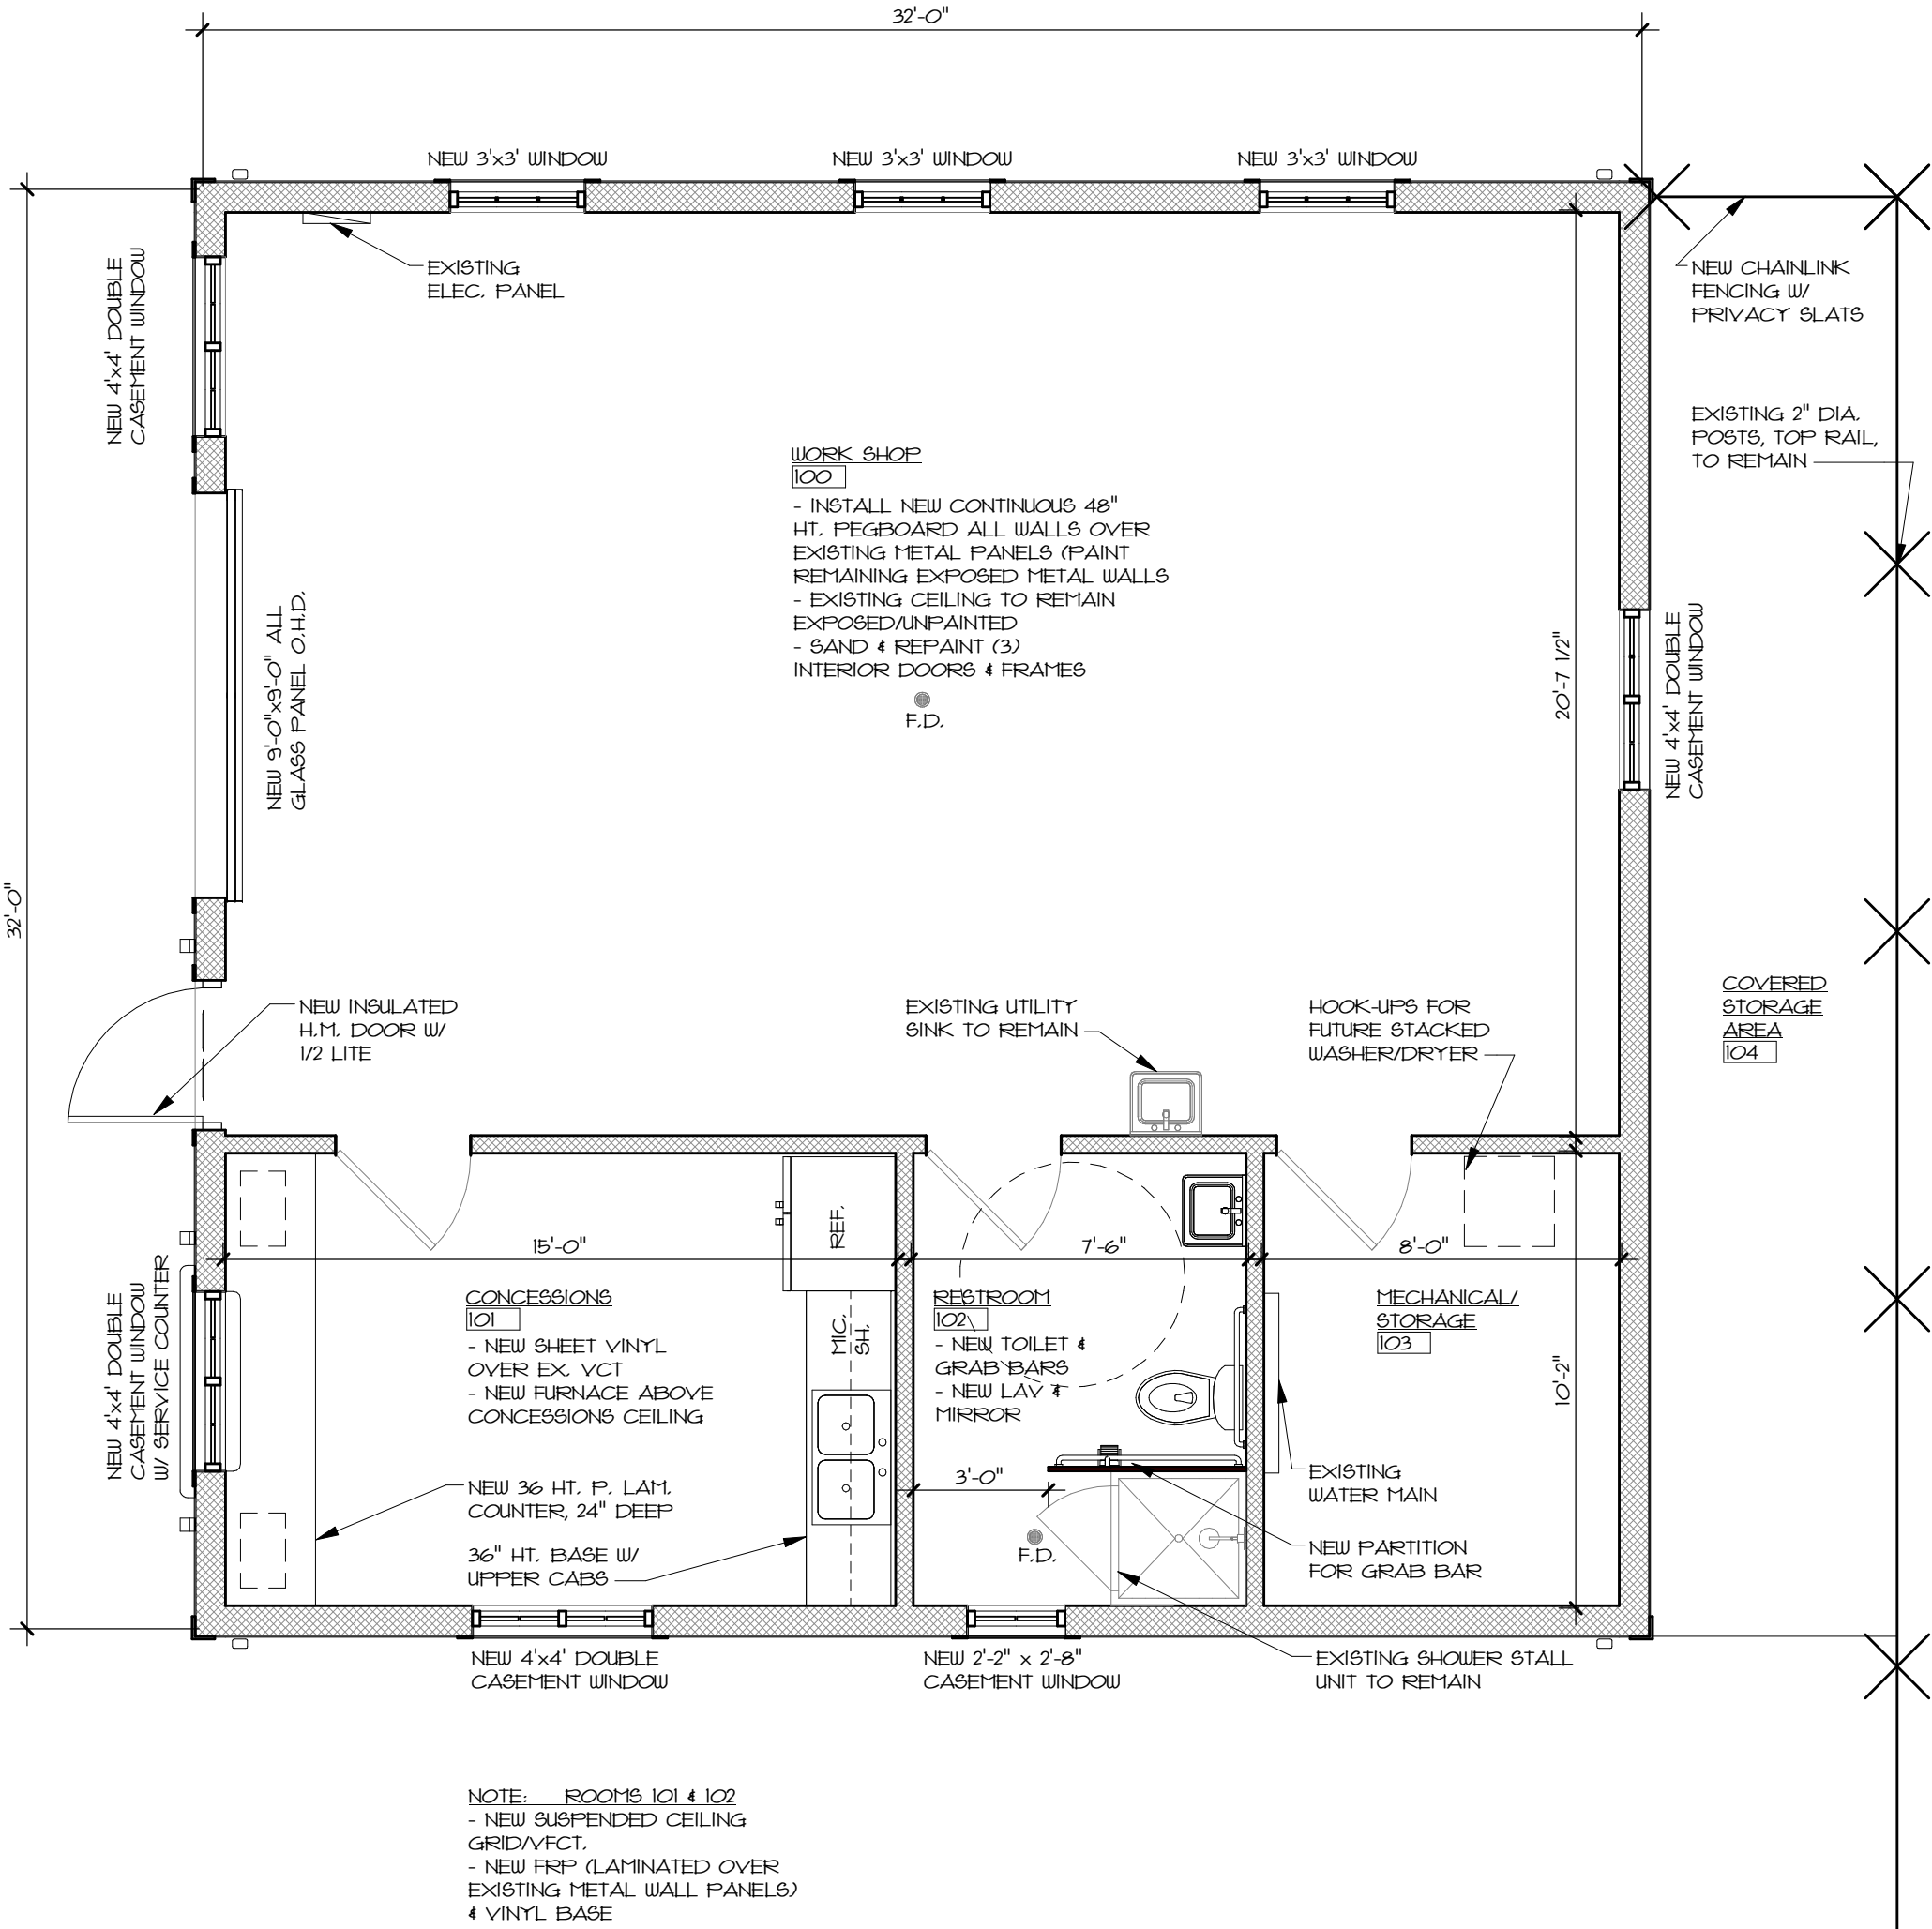 32'-0"
NEW 3'x3' WINDOW
NEW 3'x3' WINDOW
NEW 3'x3' WINDOW
NEW 4'x4' DOUBLE
CASEMENT WINDOW
EXISTING
ELEC. PANEL
NEW CHAINLINK
FENCING W/
PRIVACY SLATS
EXISTING 2" DIA.
POSTS, TOP RAIL,
TO REMAIN
WORK SHOP
100
- INSTALL NEW CONTINUOUS 48"
HT. PEGBOARD ALL WALLS OVER
EXISTING METAL PANELS (PAINT
REMAINING EXPOSED METAL WALLS
- EXISTING CEILING TO REMAIN
EXPOSED/UNPAINTED
- SAND & REPAINT (3)
INTERIOR DOORS & FRAMES
F.D.
NEW 9'-0"x9'-0" ALL
GLASS PANEL O.H.D.
20'-7 1/2"
NEW 4'x4' DOUBLE
CASEMENT WINDOW
32'-0"
NEW INSULATED
H.M. DOOR W/
1/2 LITE
EXISTING UTILITY
SINK TO REMAIN
HOOK-UPS FOR
FUTURE STACKED
WASHER/DRYER
COVERED
STORAGE
AREA
104
15'-0"
REF.
7'-6"
8'-0"
NEW 4'x4' DOUBLE
CASEMENT WINDOW
W/ SERVICE COUNTER
CONCESSIONS
101
- NEW SHEET VINYL
OVER EX. VCT
- NEW FURNACE ABOVE
CONCESSIONS CEILING
MIC.
SH.
RESTROOM
102
- NEW TOILET &
GRAB BARS
- NEW LAV &
MIRROR
MECHANICAL/
STORAGE
103
10'-2"
NEW 36 HT. P. LAM.
COUNTER, 24" DEEP
36" HT. BASE W/
UPPER CABS
3'-0"
F.D.
EXISTING
WATER MAIN
NEW PARTITION
FOR GRAB BAR
NEW 4'x4' DOUBLE
CASEMENT WINDOW
NEW 2'-2" x 2'-8"
CASEMENT WINDOW
EXISTING SHOWER STALL
UNIT TO REMAIN
NOTE: ROOMS 101 & 102
- NEW SUSPENDED CEILING
GRID/VFCT.
- NEW FRP (LAMINATED OVER
EXISTING METAL WALL PANELS)
& VINYL BASE